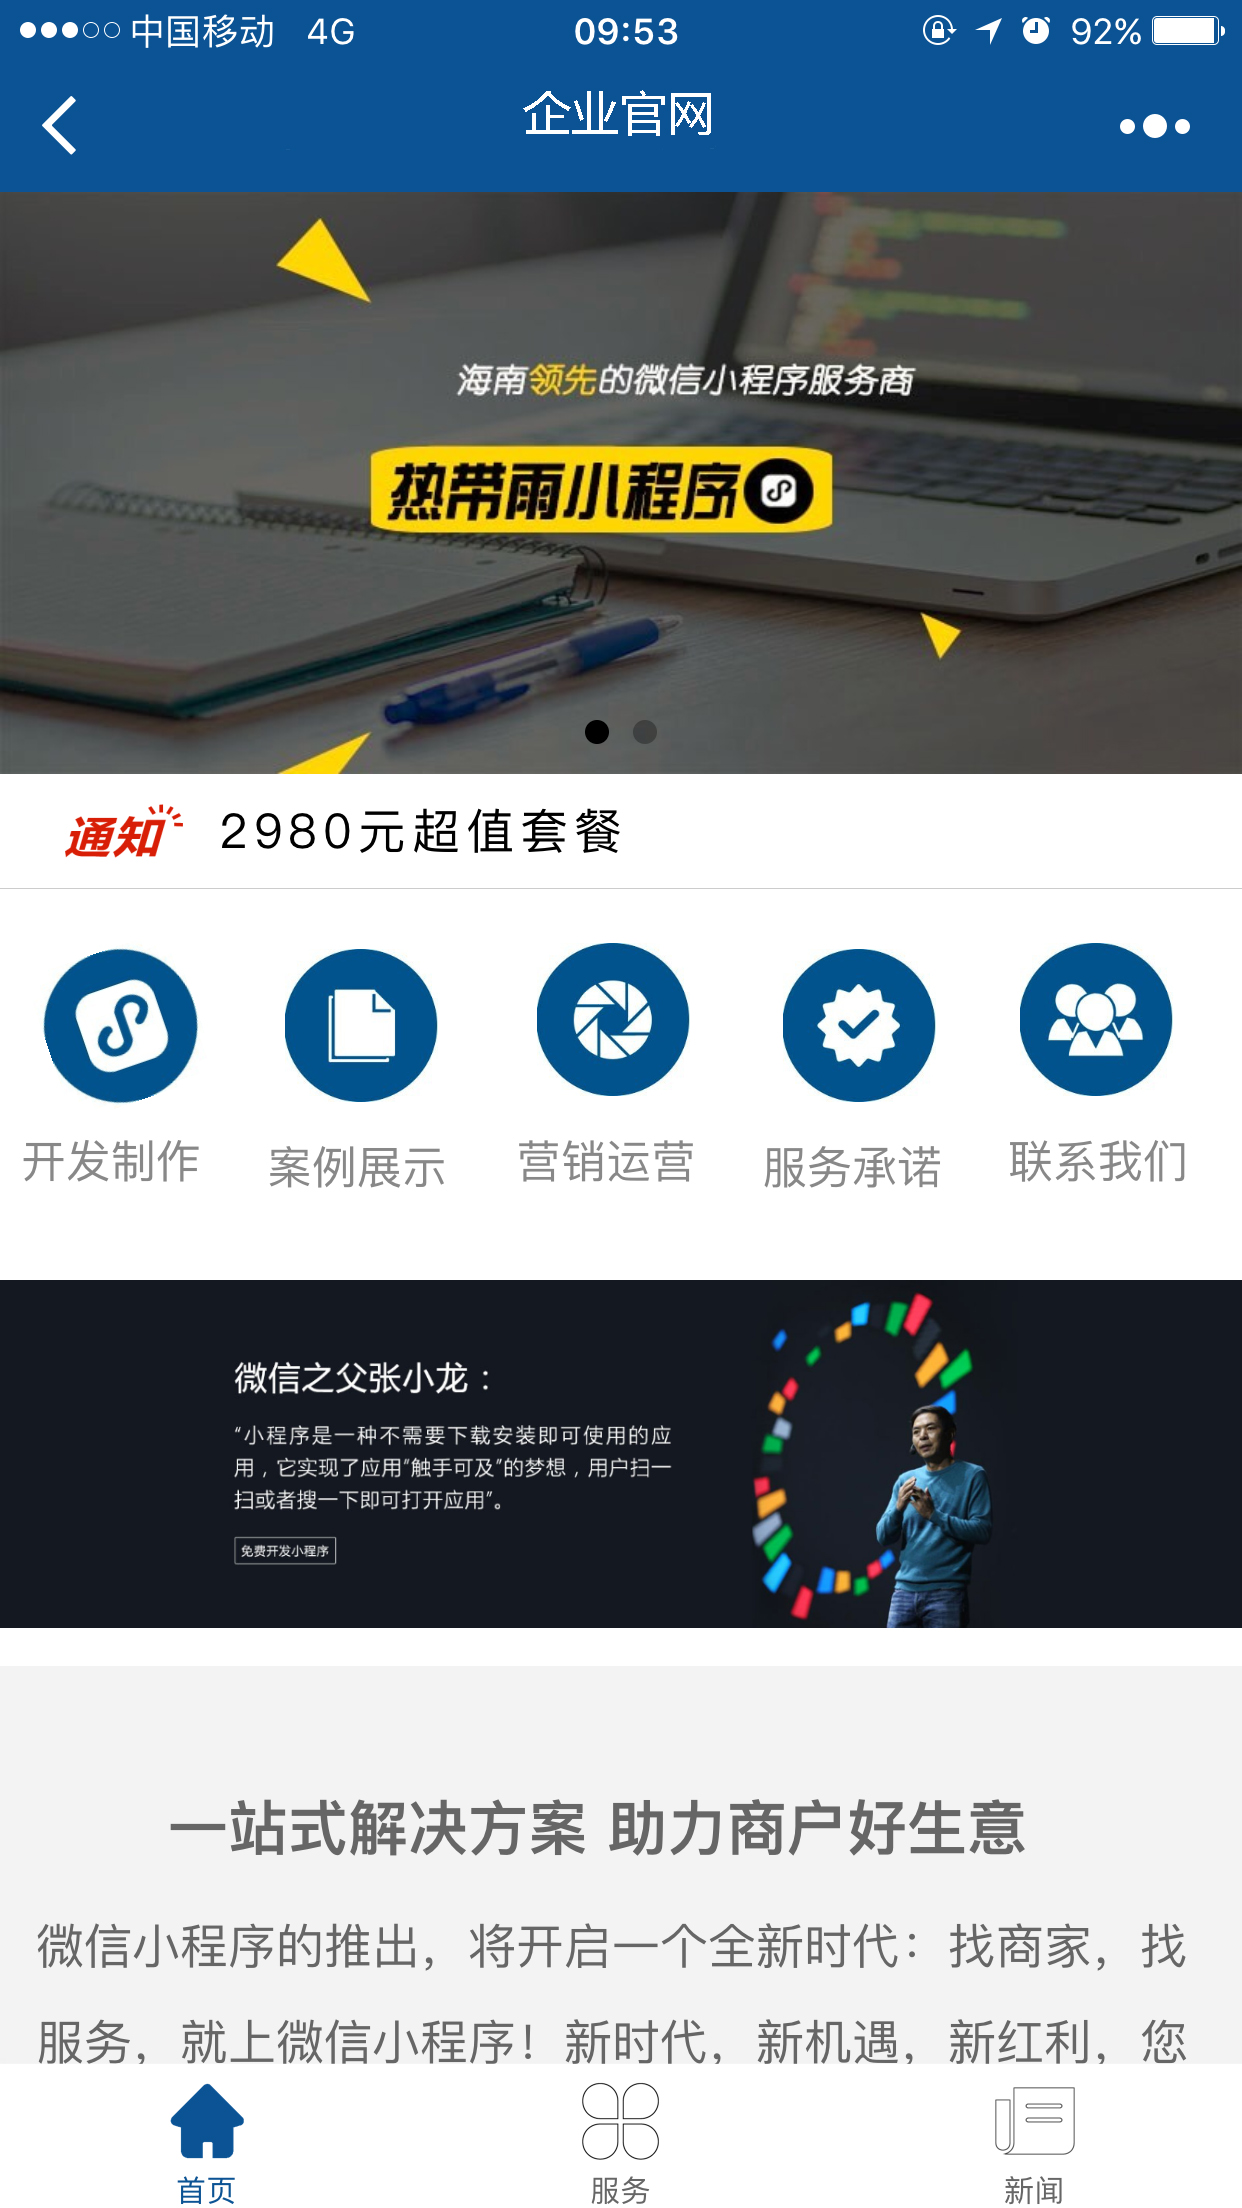 中国移动 4G 09:53 92%
企业官网
海南领先的微信小程序服务商
热带雨小程序
通知 2980元超值套餐
开发制作 案例展示 营销运营 服务承诺 联系我们
微信之父张小龙：
“小程序是一种不需要下载安装即可使用的应
用，它实现了应用“触手可及”的梦想，用户扫一
扫或者搜一下即可打开应用”。
免费开发小程序
一站式解决方案 助力商户好生意
微信小程序的推出，将开启一个全新时代：找商家，找
服务，就上微信小程序！新时代，新机遇，新红利，您
首页 服务 新闻